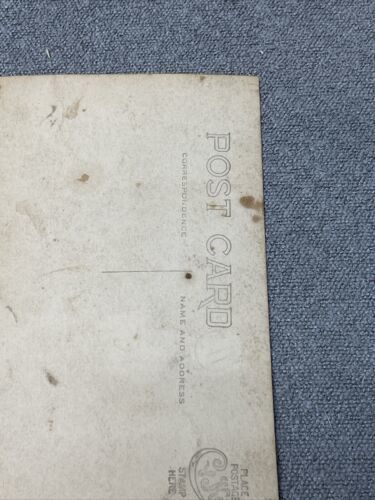 POST CARD
CORRESPONDENCE
NAME AND ADDRESS
PLACE
POSTAGE
STAMP
HERE